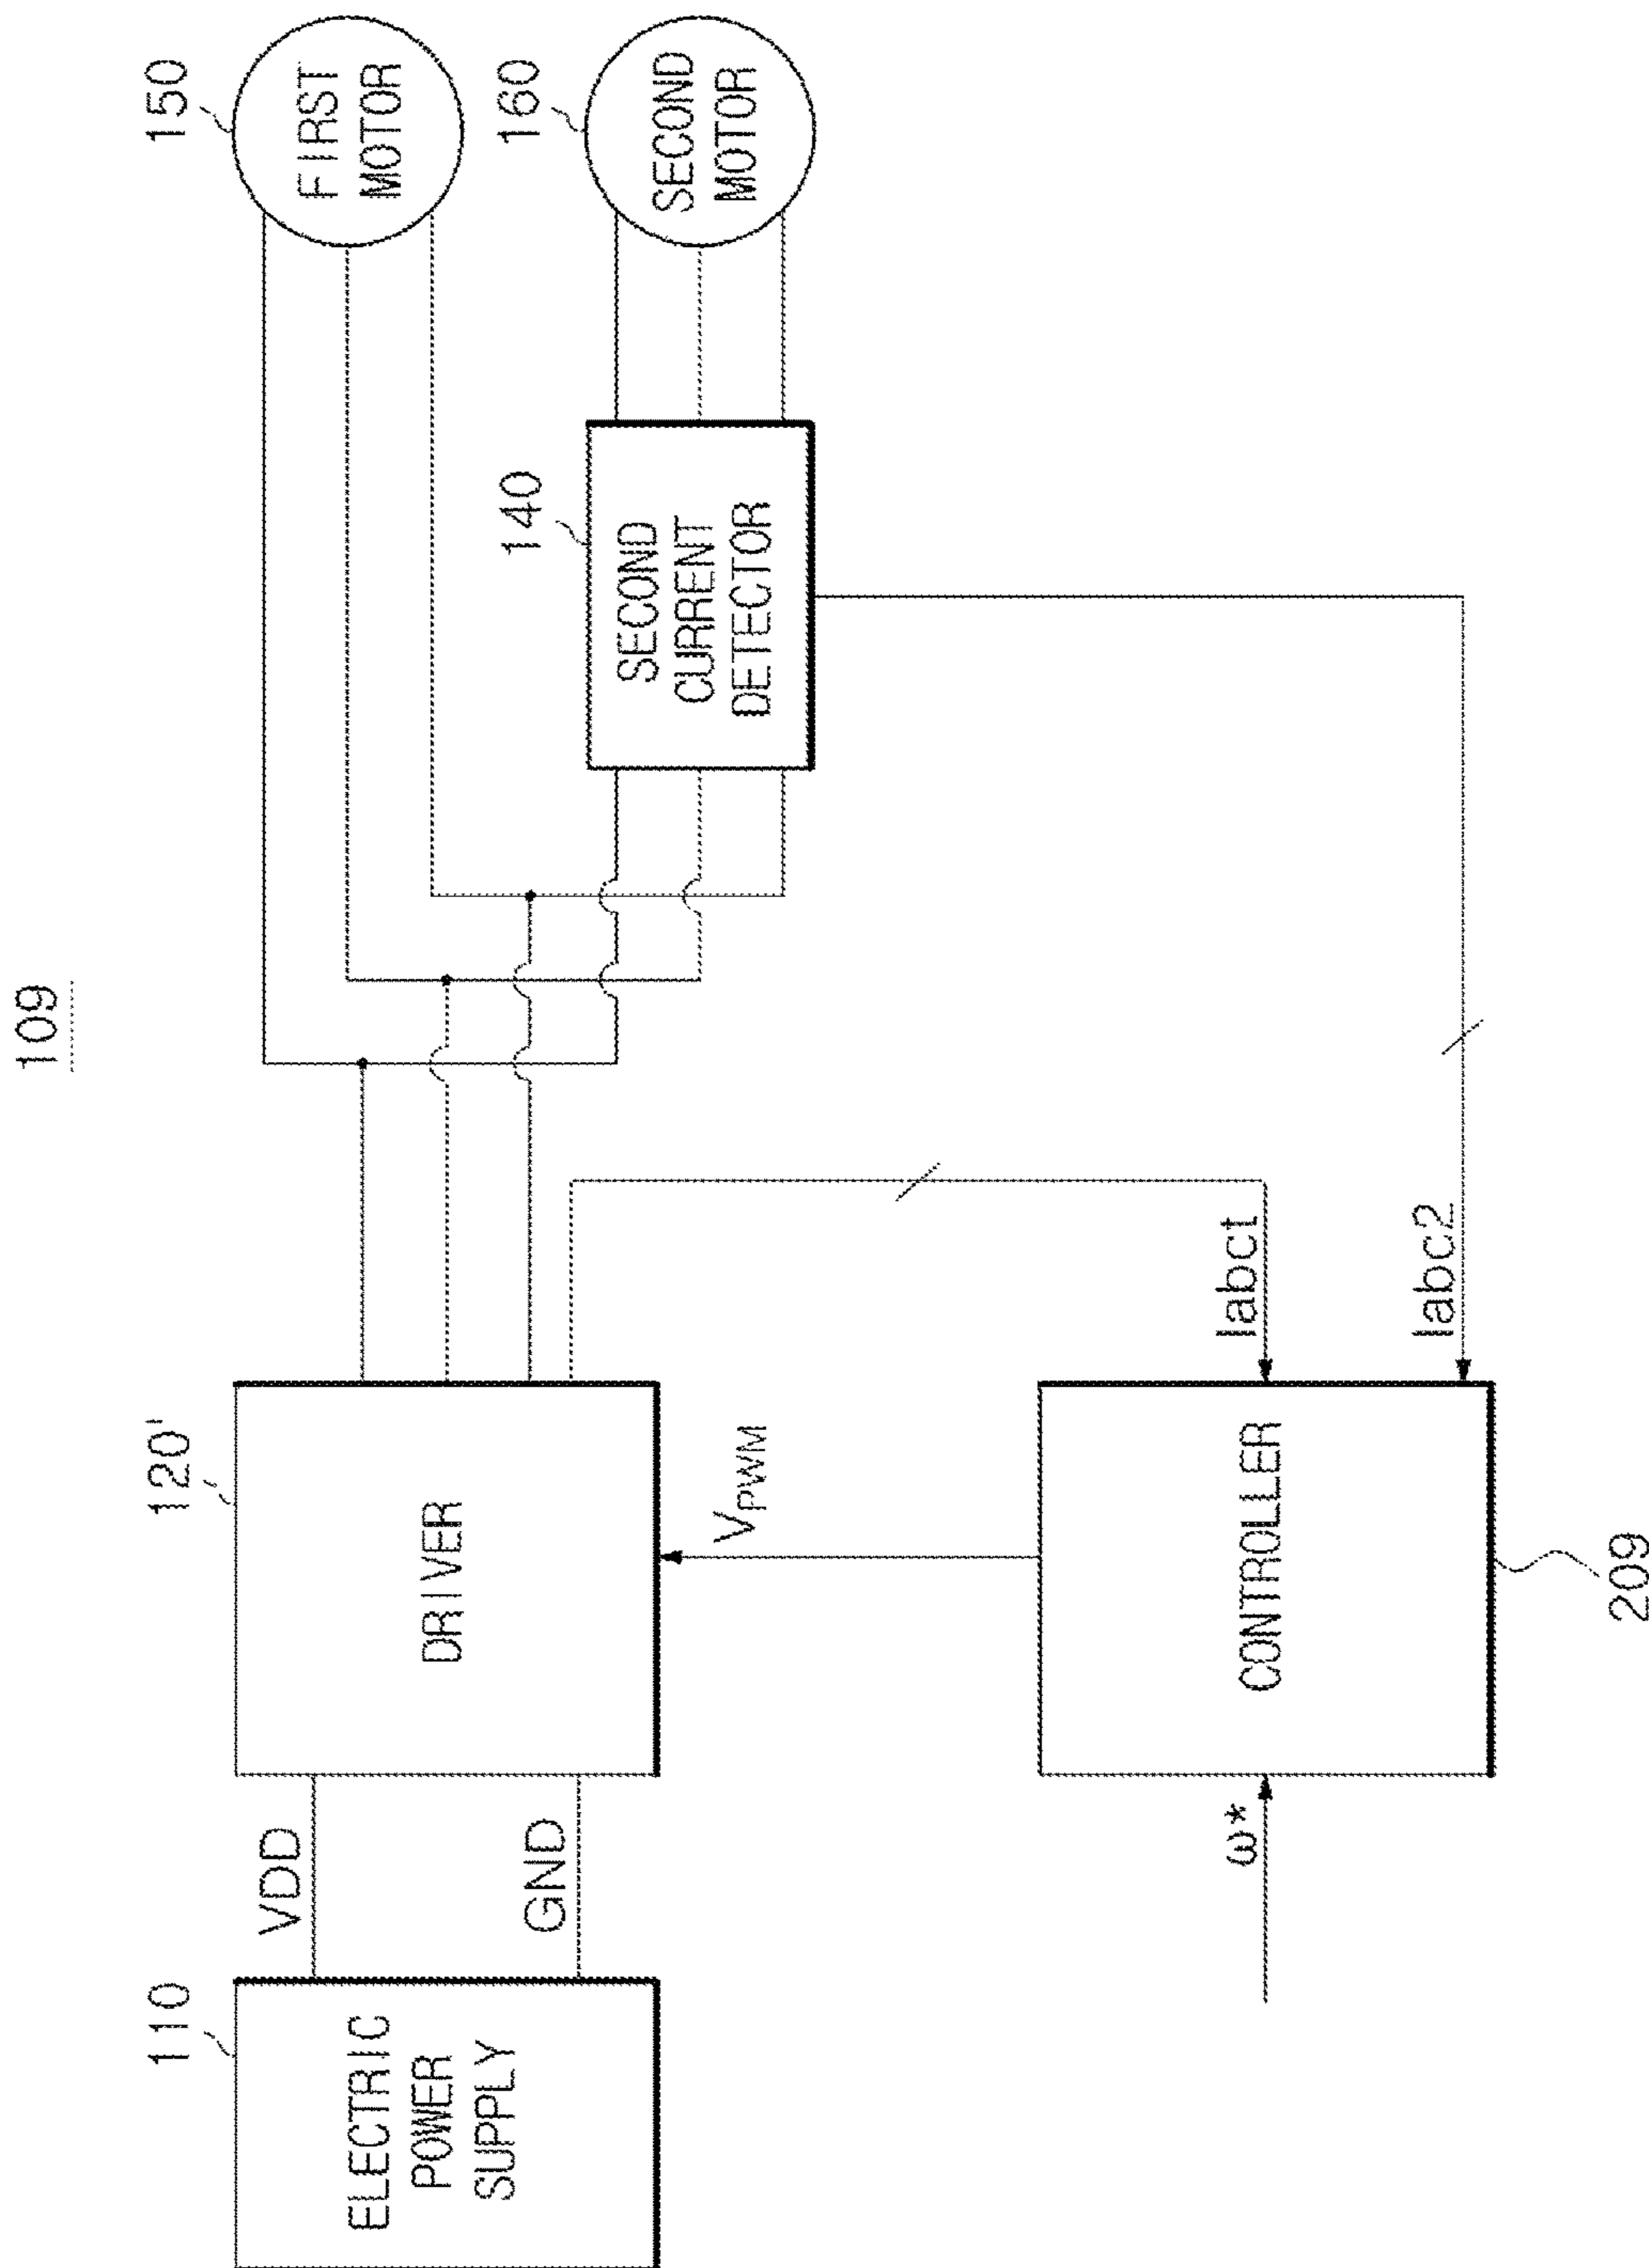 109
110
ELECTRIC
POWER
SUPPLY
VDD
GND
120'
DRIVER
150
FIRST
MOTOR
160
SECOND
MOTOR
140
SECOND
CURRENT
DETECTOR
VPWM
Iabct
Iabc2
ω*
CONTROLLER
209